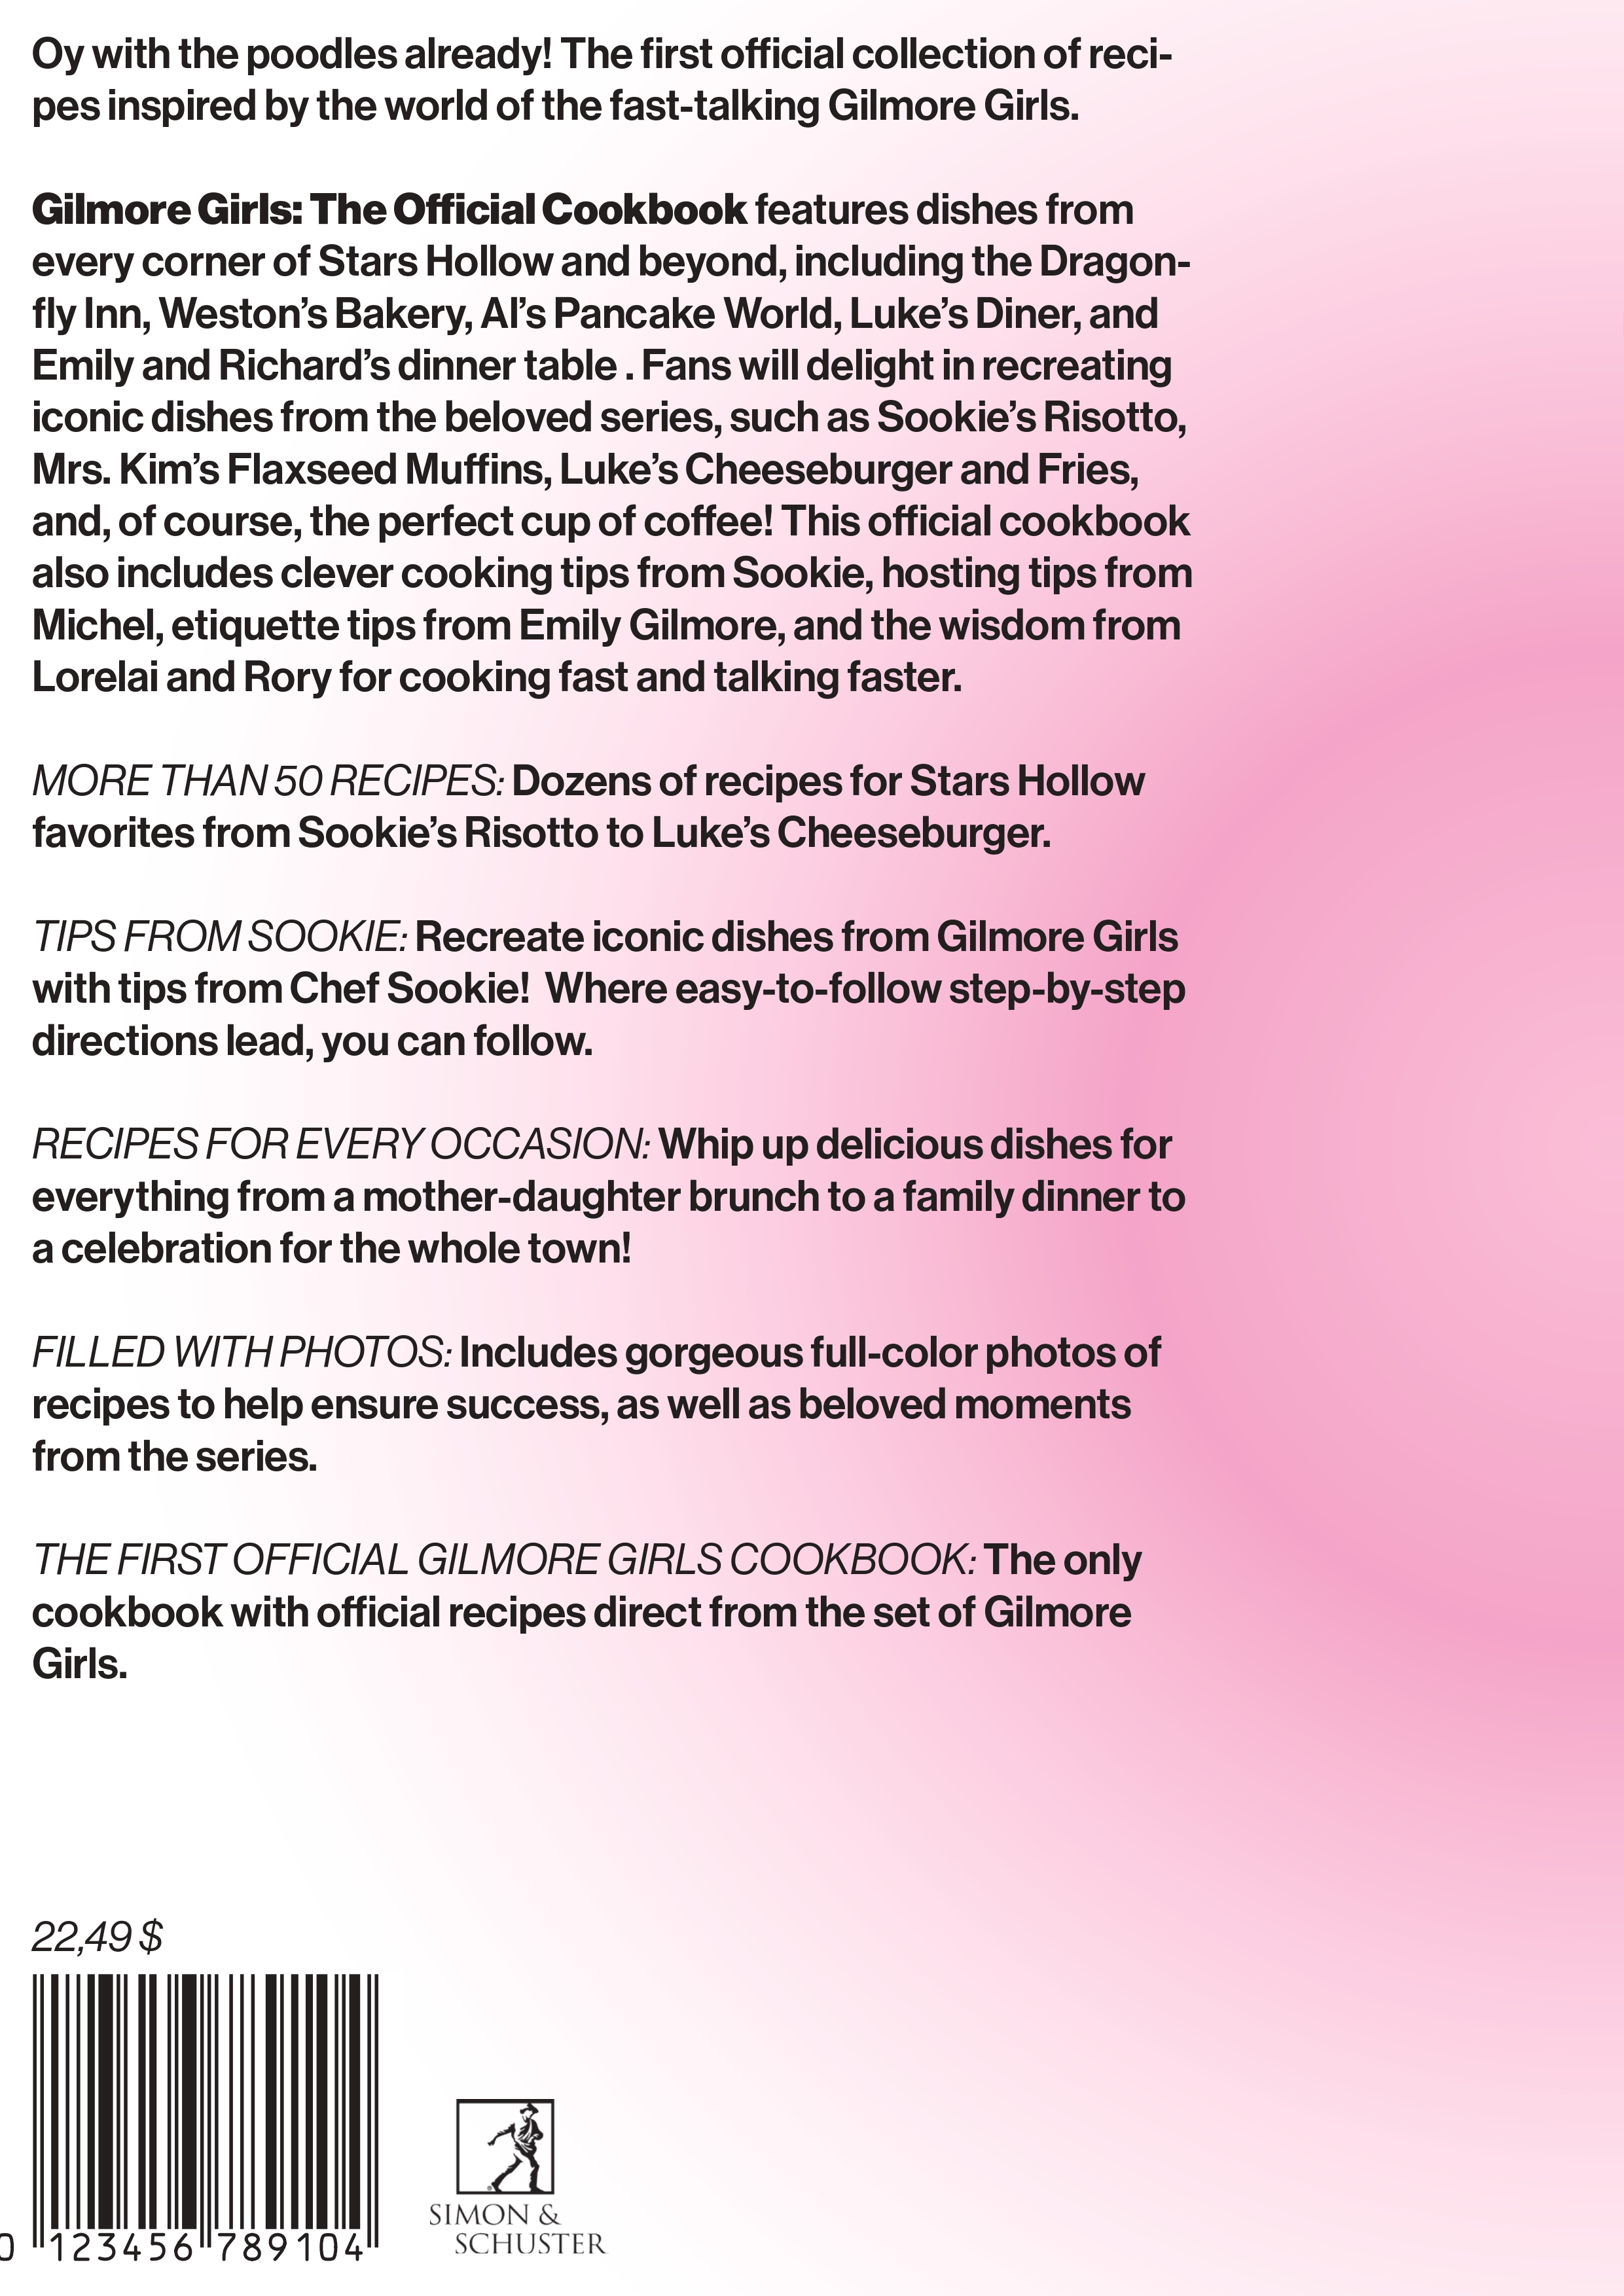 Oy with the poodles already! The first official collection of reci-
pes inspired by the world of the fast-talking Gilmore Girls.
Gilmore Girls: The Official Cookbook features dishes from
every corner of Stars Hollow and beyond, including the Dragon-
fly Inn, Weston’s Bakery, Al’s Pancake World, Luke’s Diner, and
Emily and Richard’s dinner table . Fans will delight in recreating
iconic dishes from the beloved series, such as Sookie’s Risotto,
Mrs. Kim’s Flaxseed Muffins, Luke’s Cheeseburger and Fries,
and, of course, the perfect cup of coffee! This official cookbook
also includes clever cooking tips from Sookie, hosting tips from
Michel, etiquette tips from Emily Gilmore, and the wisdom from
Lorelai and Rory for cooking fast and talking faster.
MORE THAN 50 RECIPES: Dozens of recipes for Stars Hollow
favorites from Sookie’s Risotto to Luke’s Cheeseburger.
TIPS FROM SOOKIE: Recreate iconic dishes from Gilmore Girls
with tips from Chef Sookie!  Where easy-to-follow step-by-step
directions lead, you can follow.
RECIPES FOR EVERY OCCASION: Whip up delicious dishes for
everything from a mother-daughter brunch to a family dinner to
a celebration for the whole town!
FILLED WITH PHOTOS: Includes gorgeous full-color photos of
recipes to help ensure success, as well as beloved moments
from the series.
THE FIRST OFFICIAL GILMORE GIRLS COOKBOOK: The only
cookbook with official recipes direct from the set of Gilmore
Girls.
22,49 $
0 123456 789104
SIMON &
SCHUSTER